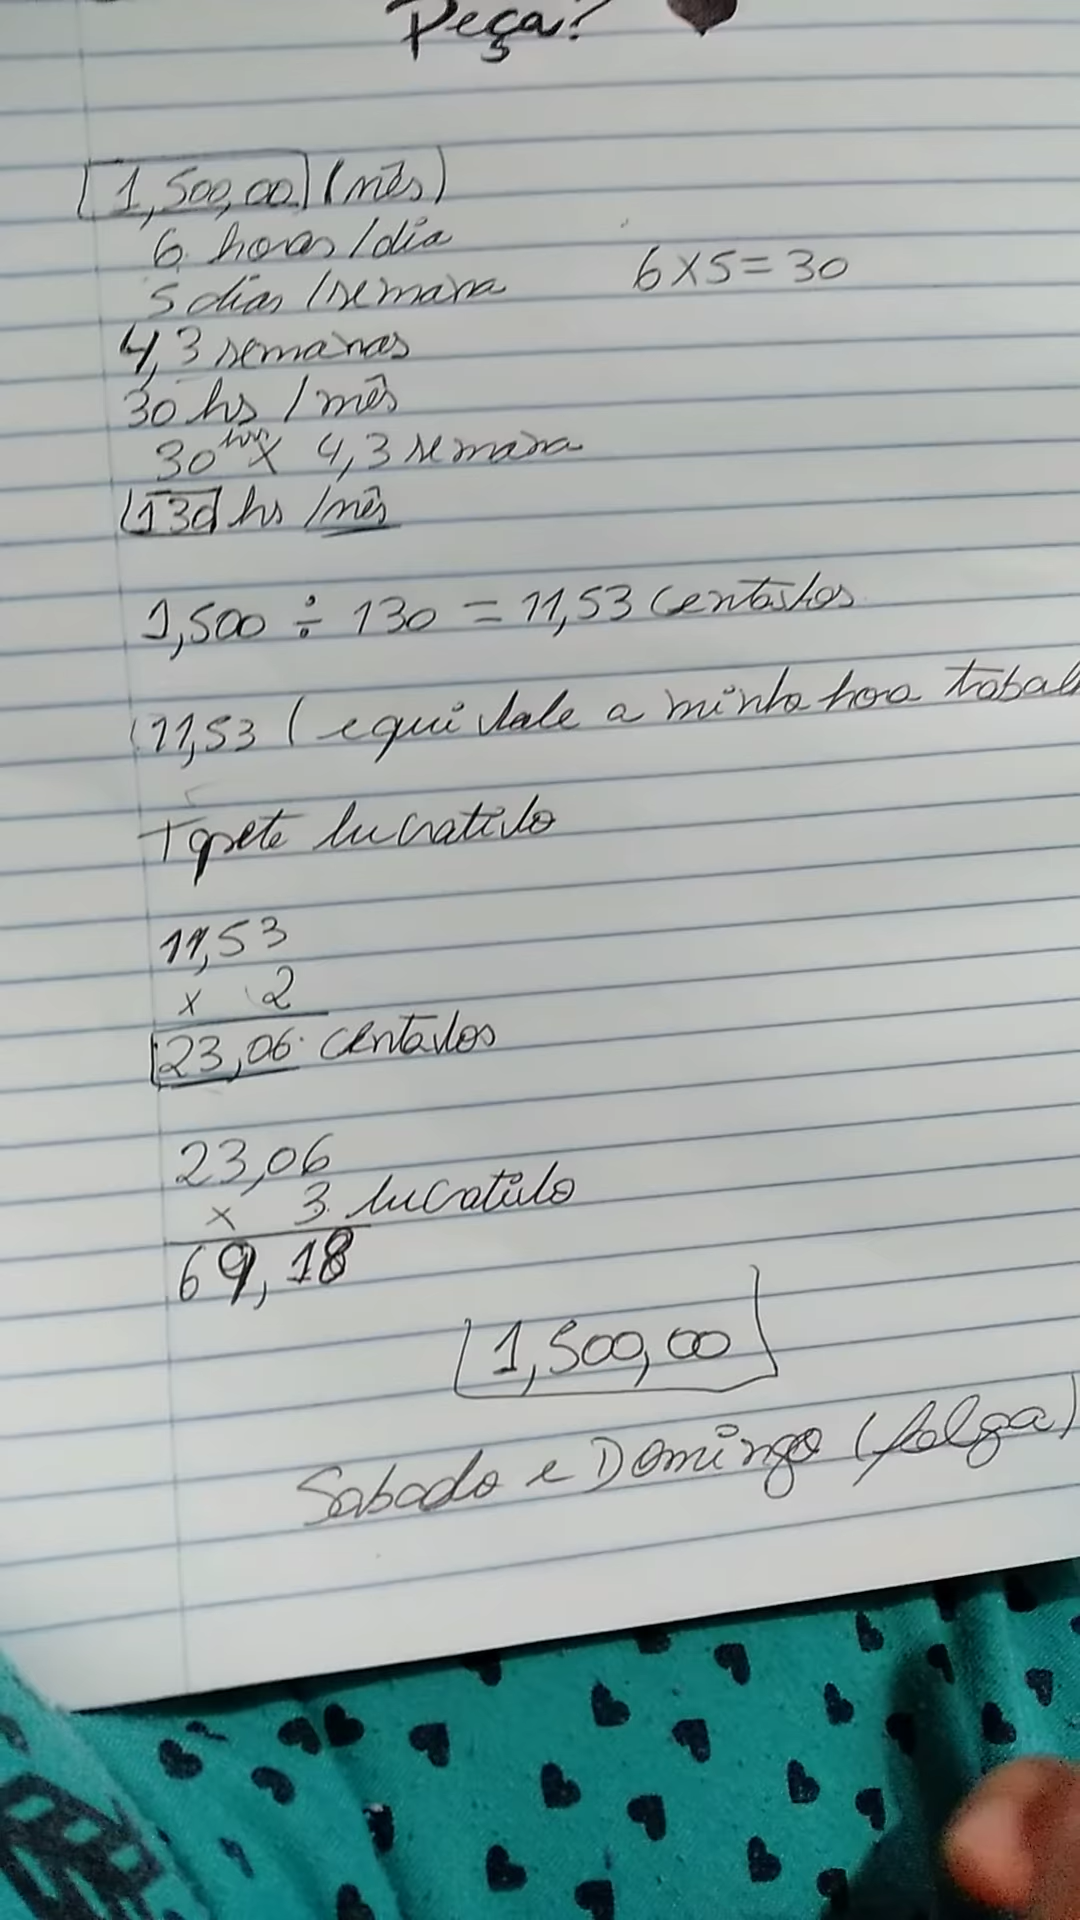 Peça?
1,500,00 (mês)
6 horas/dia
5 dias/semana 6x5=30
4,3 semanas
30 hs/mês
30 x 4,3 semana
130 hs/mês
1,500 ÷ 130 = 11,53 centavos
11,53 (equivale a minha hora
Tapete lucrativo
11,53
x 2
23,06 centavos
23,06
x 3 lucrativo
69,18
1,500,00
Sabado e Domingo (folga)